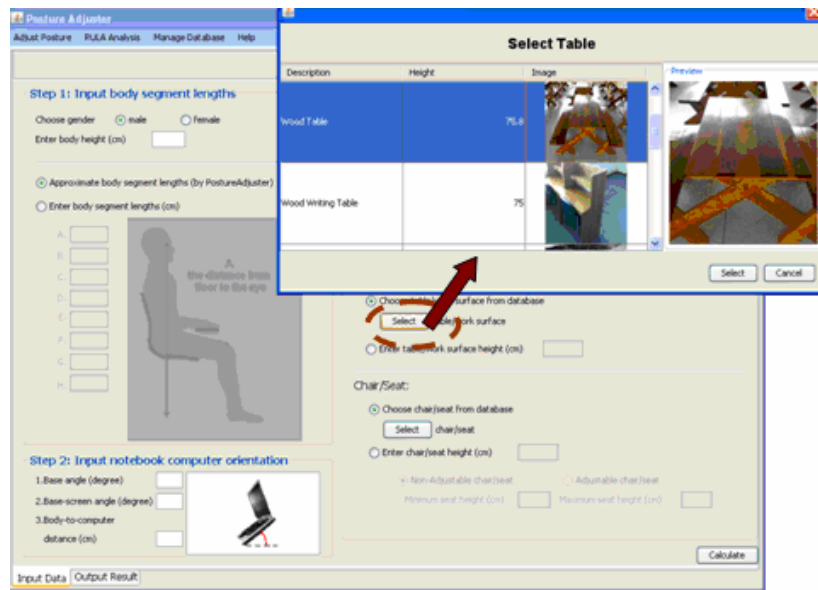 Posture Adjuster
Adjust Posture RULA Analysis Manage Database Help
Select Table
Description Height Image
Preview
Wood Table 75.8
Wood Writing Table 75
Select Cancel
Step 1: Input body segment lengths
Choose gender male female
Enter body height (cm)
Approximate body segment lengths (by PostureAdjuster)
Enter body segment lengths (cm)
A.
B.
C.
D.
E.
F.
G.
H.
A.
the distance from
floor to the eye
Step 2: Input notebook computer orientation
1.Base angle (degree)
2.Base-screen angle (degree)
3.Body-to-computer
distance (cm)
Choose surface from database
Select work surface
Enter table/work surface height (cm)
Chair/Seat:
Choose chair/seat from database
Select chair/seat
Enter chair/seat height (cm)
Non-Adjustable chair/seat Adjustable chair/seat
Minimum seat height (cm) Maximum seat height (cm)
Calculate
Input Data Output Result